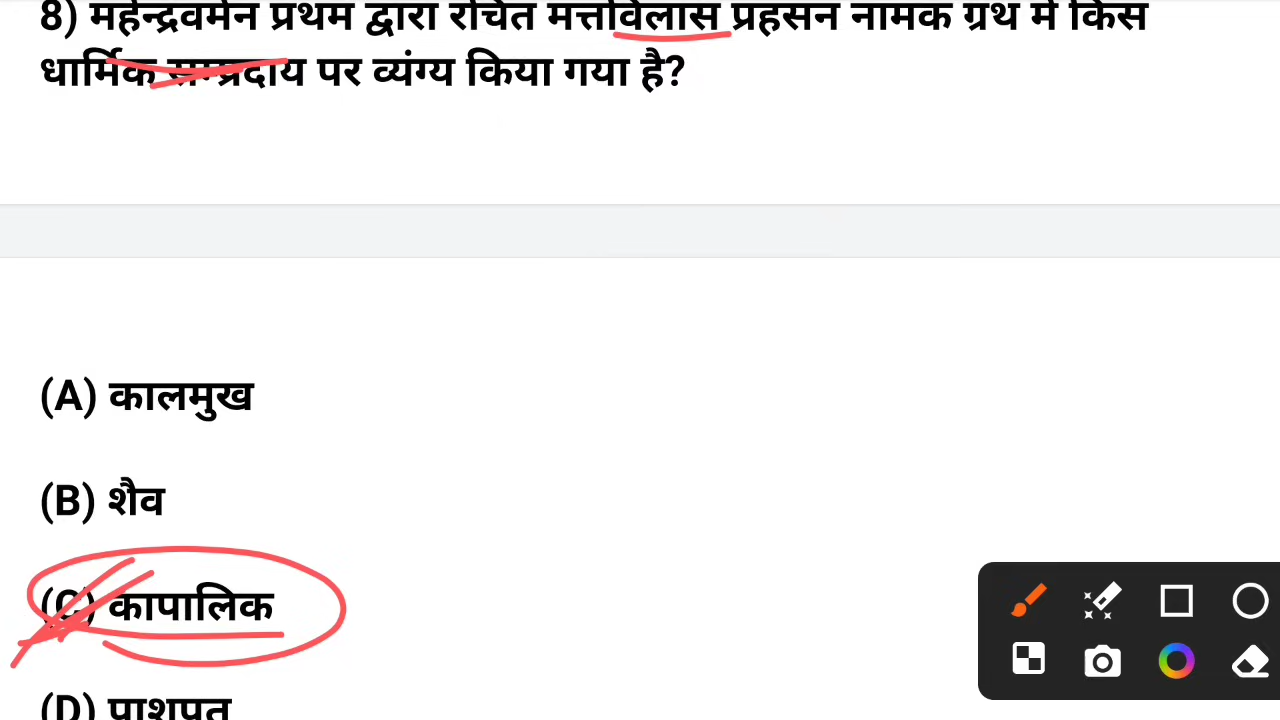 8) महेन्द्रवर्मन प्रथम द्वारा रचित मत्तविलास प्रहसन नामक ग्रंथ में किस
धार्मिक सम्प्रदाय पर व्यंग्य किया गया है?
(A) कालमुख
(B) शैव
(C) कापालिक
(D) पाशुपत